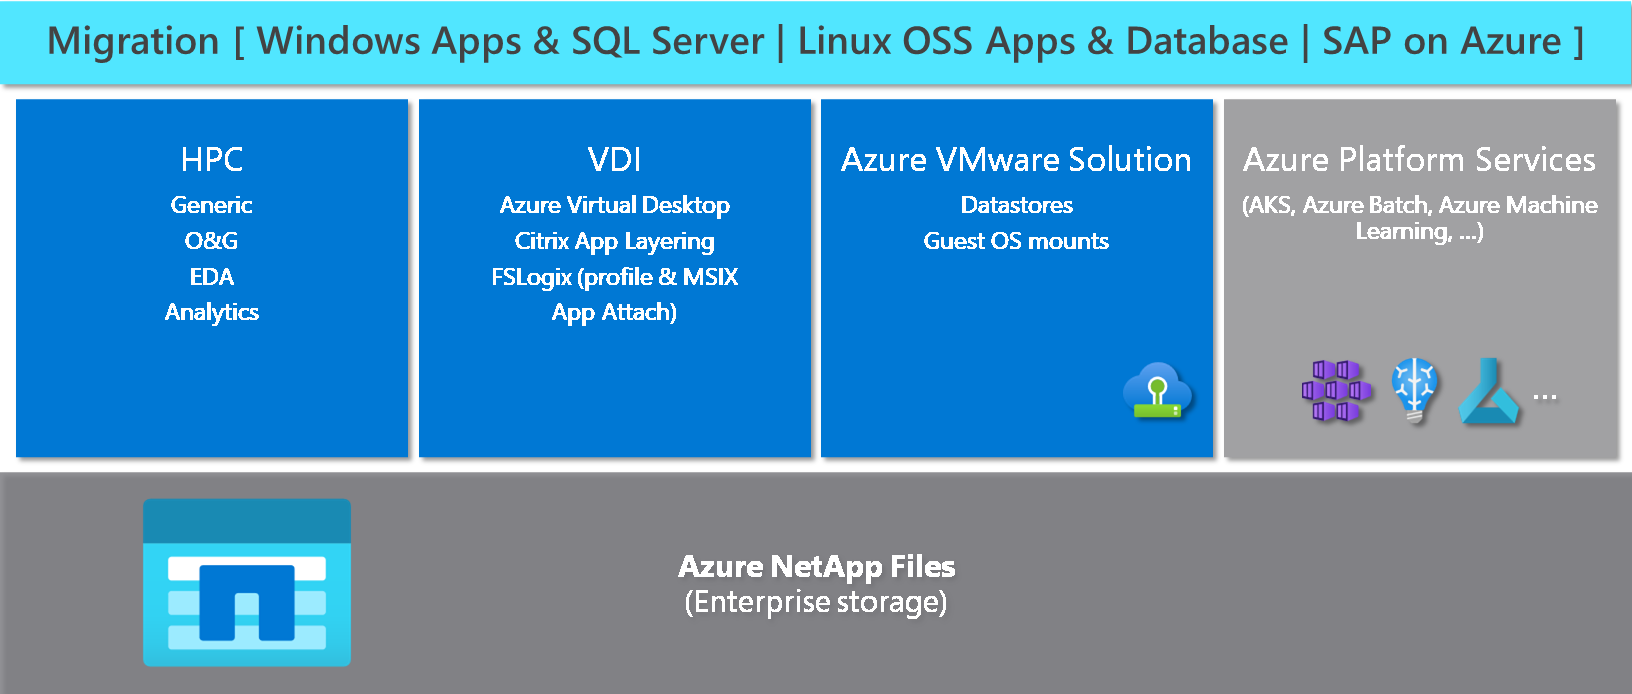 Migration [ Windows Apps & SQL Server | Linux OSS Apps & Database | SAP on Azure ]
HPC
Generic
O&G
EDA
Analytics
VDI
Azure Virtual Desktop
Citrix App Layering
FSLogix (profile & MSIX
App Attach)
Azure VMware Solution
Datastores
Guest OS mounts
Azure Platform Services
(AKS, Azure Batch, Azure Machine
Learning, ...)
...
Azure NetApp Files
(Enterprise storage)